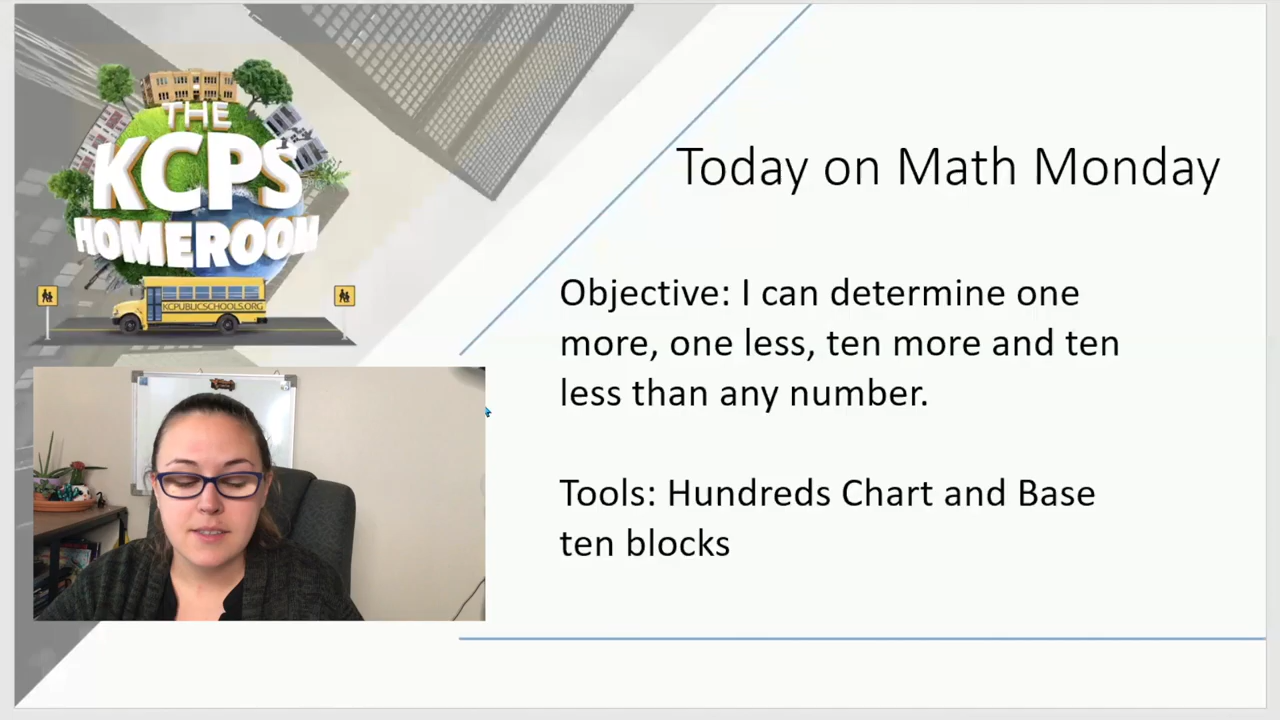 THE
KCPS
HOMEROOM
KCPUBLICSCHOOLS.ORG
Today on Math Monday
Objective: I can determine one
more, one less, ten more and ten
less than any number.
Tools: Hundreds Chart and Base
ten blocks